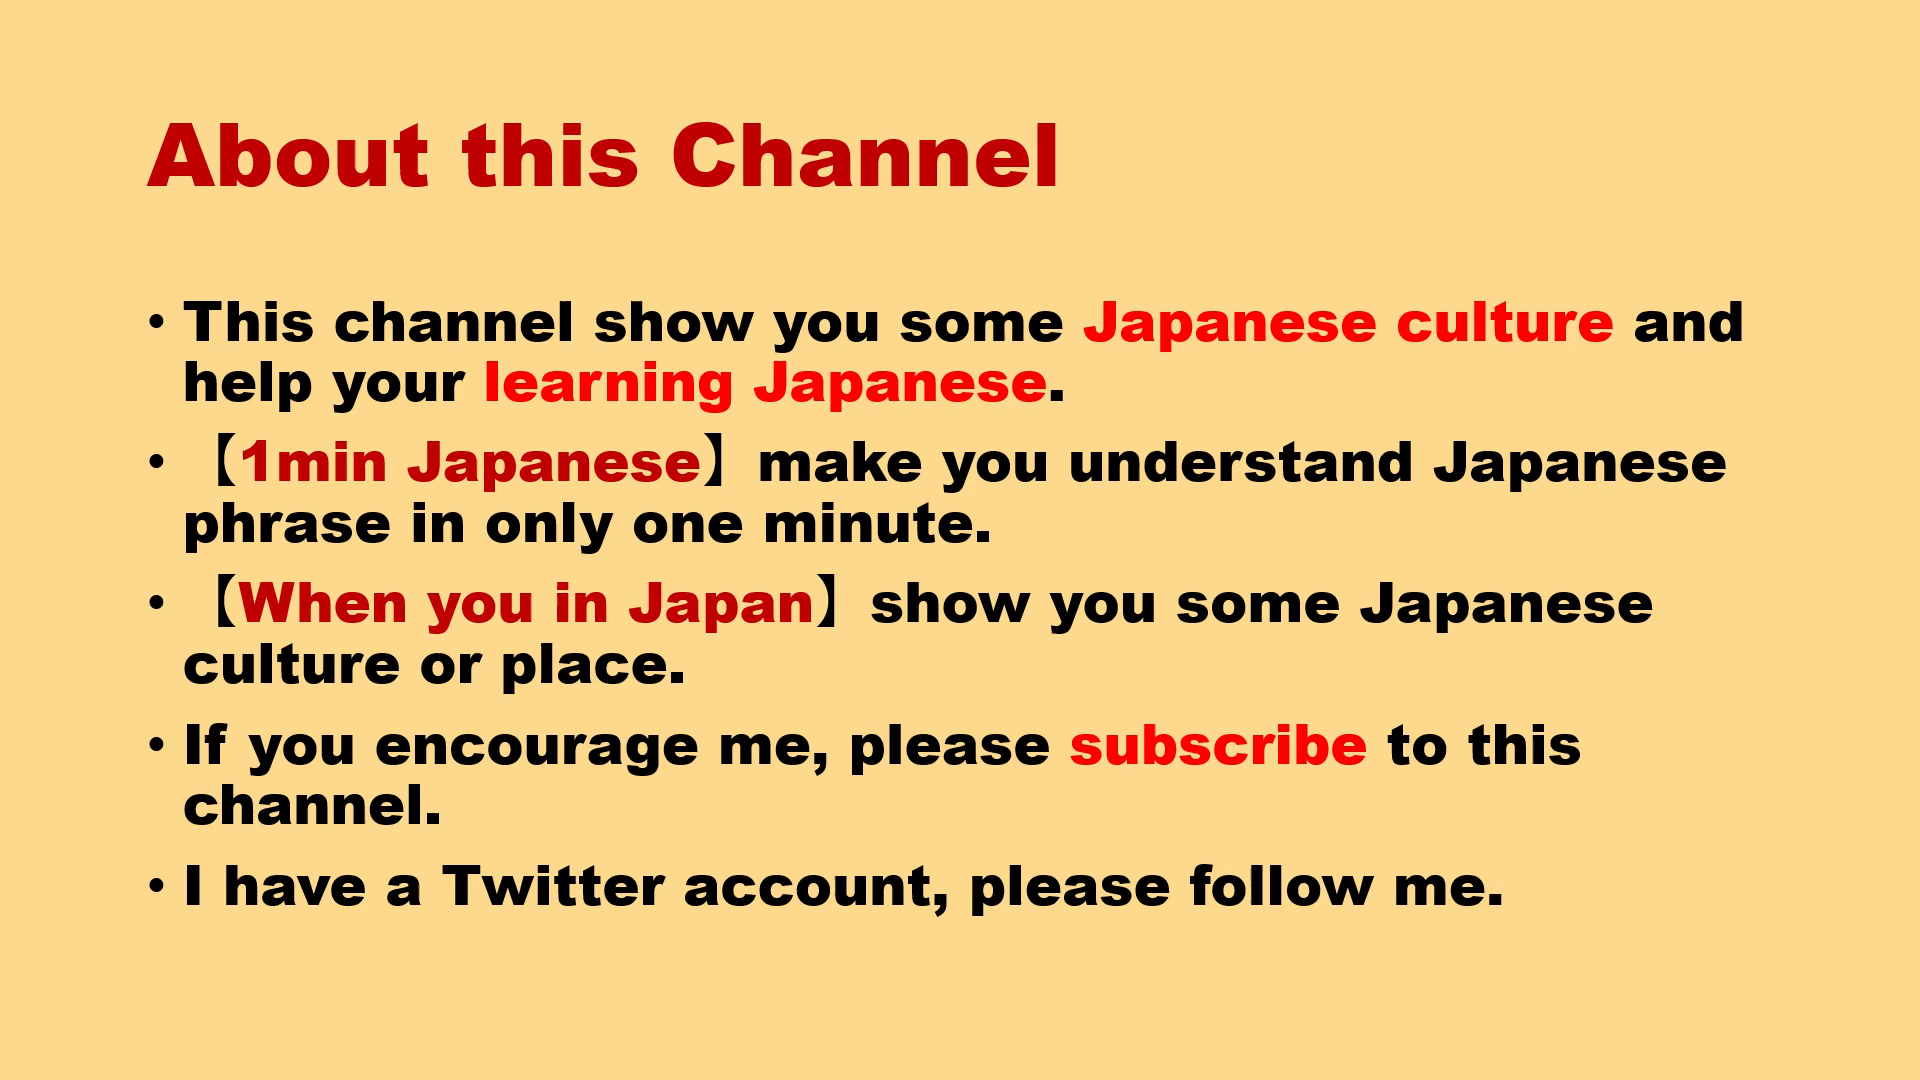 About this Channel
• This channel show you some Japanese culture and
help your learning Japanese.
• 【1min Japanese】make you understand Japanese
phrase in only one minute.
• 【When you in Japan】show you some Japanese
culture or place.
• If you encourage me, please subscribe to this
channel.
• I have a Twitter account, please follow me.